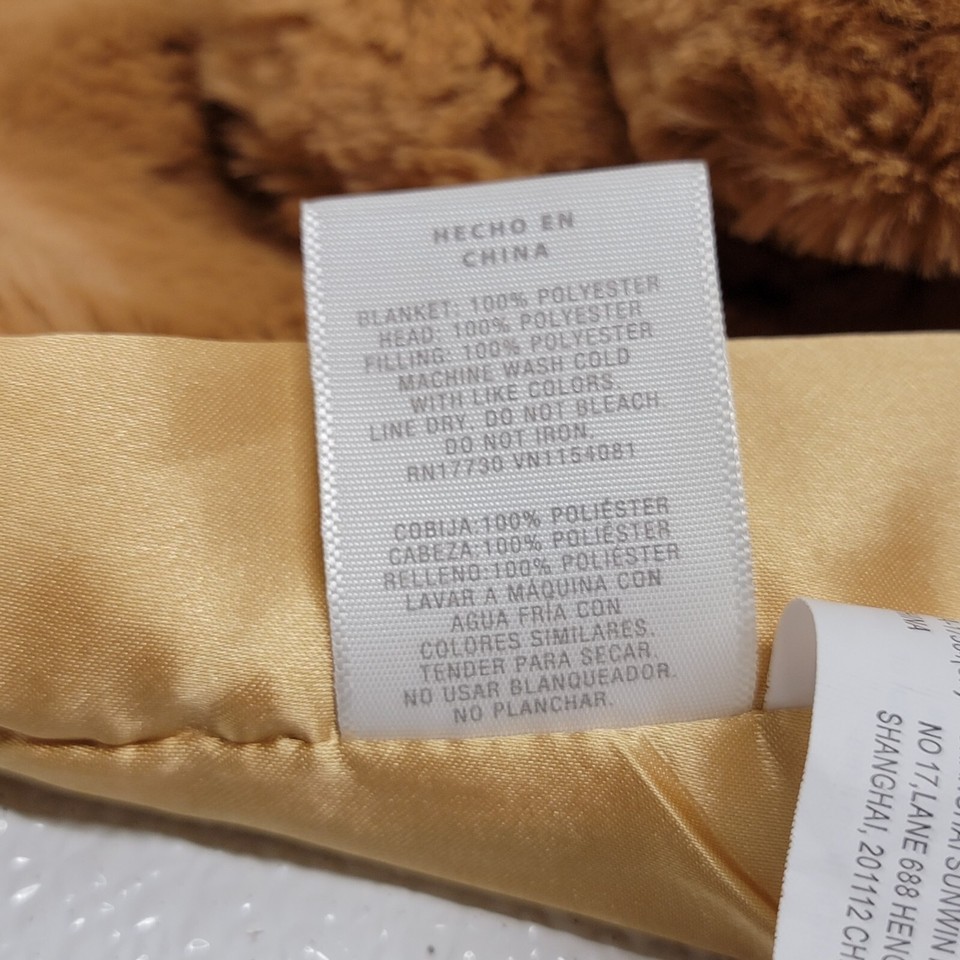 HECHO EN
CHINA
BLANKET: 100% POLYESTER
HEAD: 100% POLYESTER
FILLING: 100% POLYESTER
MACHINE WASH COLD
WITH LIKE COLORS.
LINE DRY. DO NOT BLEACH.
DO NOT IRON.
RN17730 VN1154081
COBIJA:100% POLIÉSTER
CABEZA:100% POLIÉSTER
RELLENO:100% POLIÉSTER
LAVAR A MÁQUINA CON
AGUA FRÍA CON
COLORES SIMILARES.
TENDER PARA SECAR.
NO USAR BLANQUEADOR.
NO PLANCHAR.
SUNWIN
NO 17, LANE 688 HENG
SHANGHAI, 201112 CH